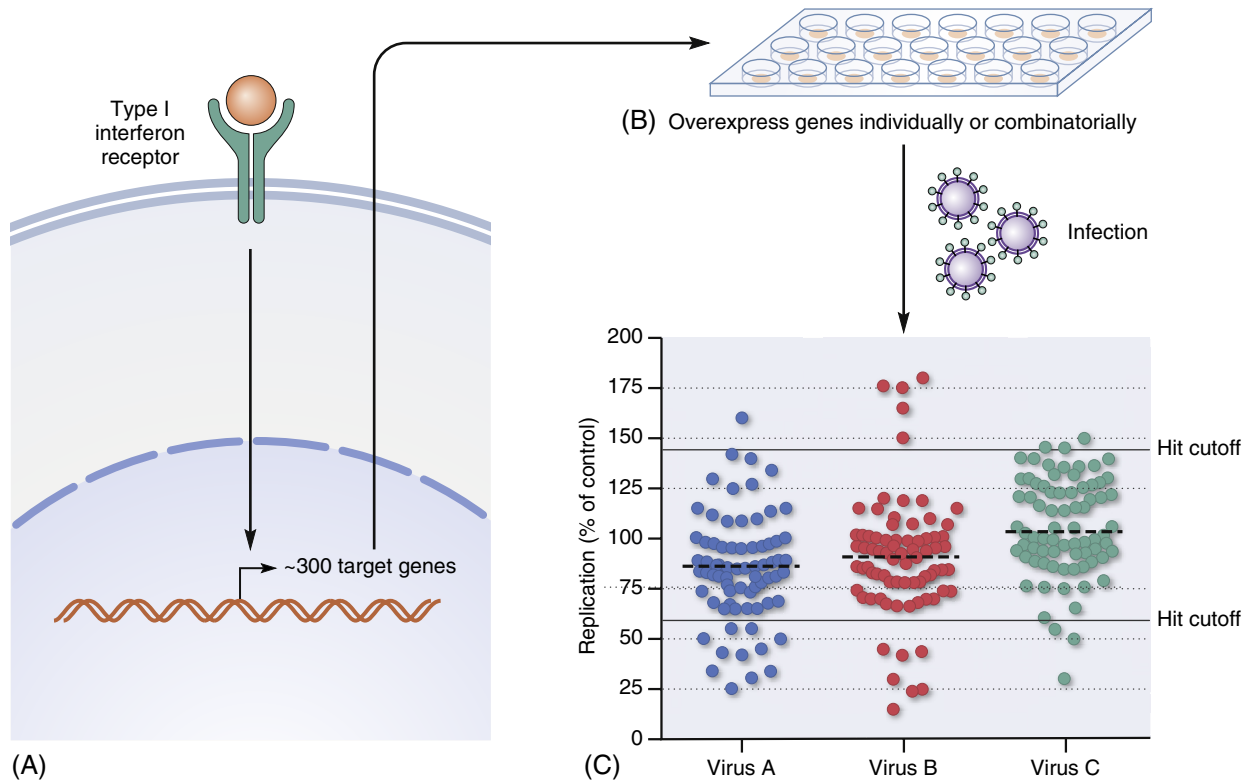 Type I
interferon
receptor
~300 target genes
(A)
(B) Overexpress genes individually or combinatorially
Infection
Replication (% of control)
200
175
150
125
100
75
50
25
0
Hit cutoff
Hit cutoff
Virus A
Virus B
Virus C
(C)